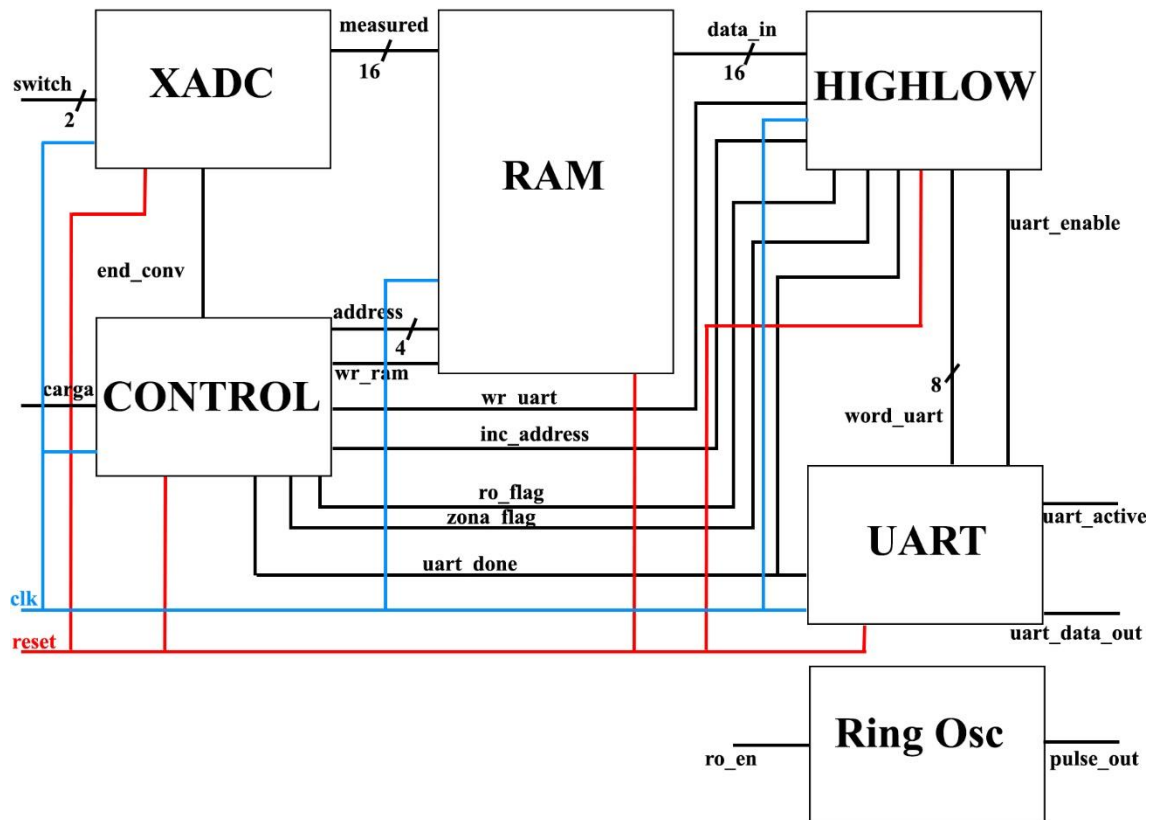 measured
data_in
XADC
RAM
HIGHLOW
switch
16
16
2
uart_enable
end_conv
address
4
wr_ram
carga
CONTROL
wr_uart
8
word_uart
inc_address
ro_flag
zona_flag
uart_active
UART
uart_done
clk
reset
uart_data_out
Ring Osc
ro_en
pulse_out